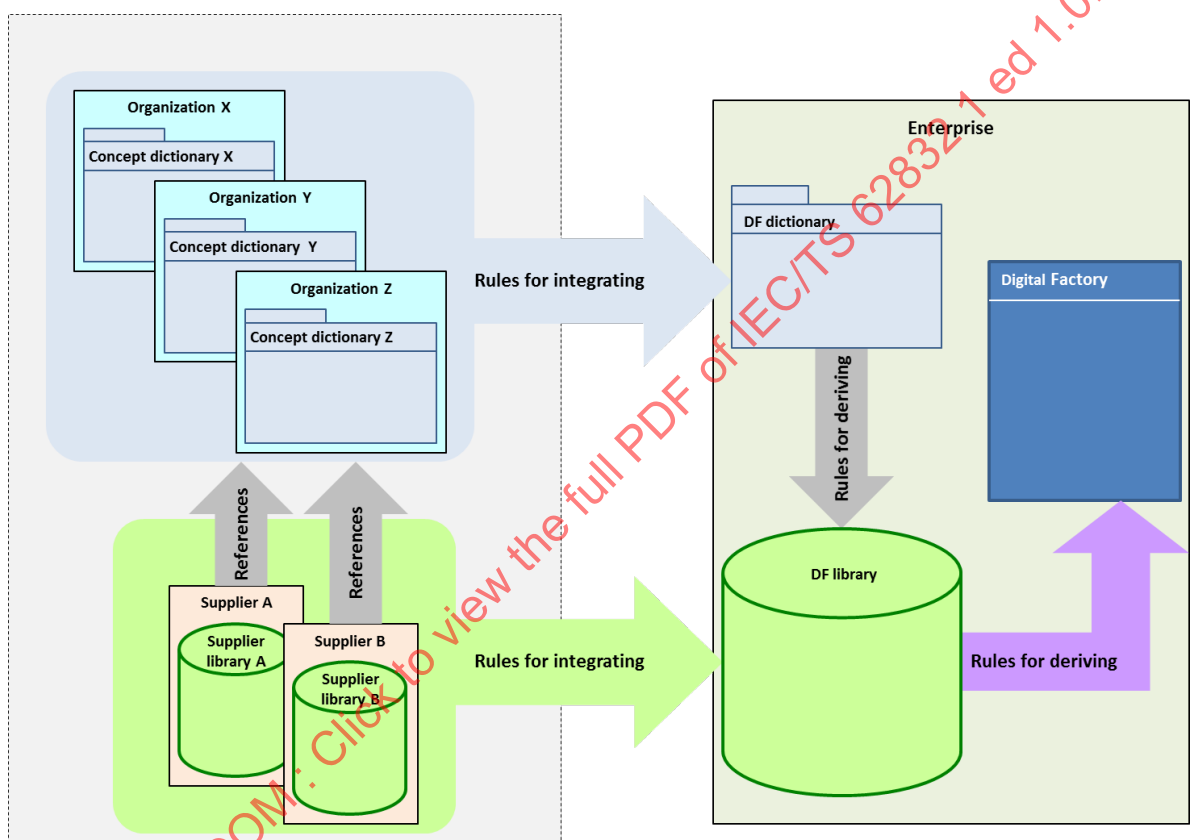 Organization X
Concept dictionary X
Organization Y
Concept dictionary Y
Organization Z
Concept dictionary Z
Rules for integrating
References
References
Supplier A
Supplier
library A
Supplier B
Supplier
library B
Rules for integrating
Enterprise
DF dictionary
Rules for deriving
DF library
Rules for deriving
Digital Factory
OM : Click to view the full PDF of IEC/TS 62832 1 ed 1.0